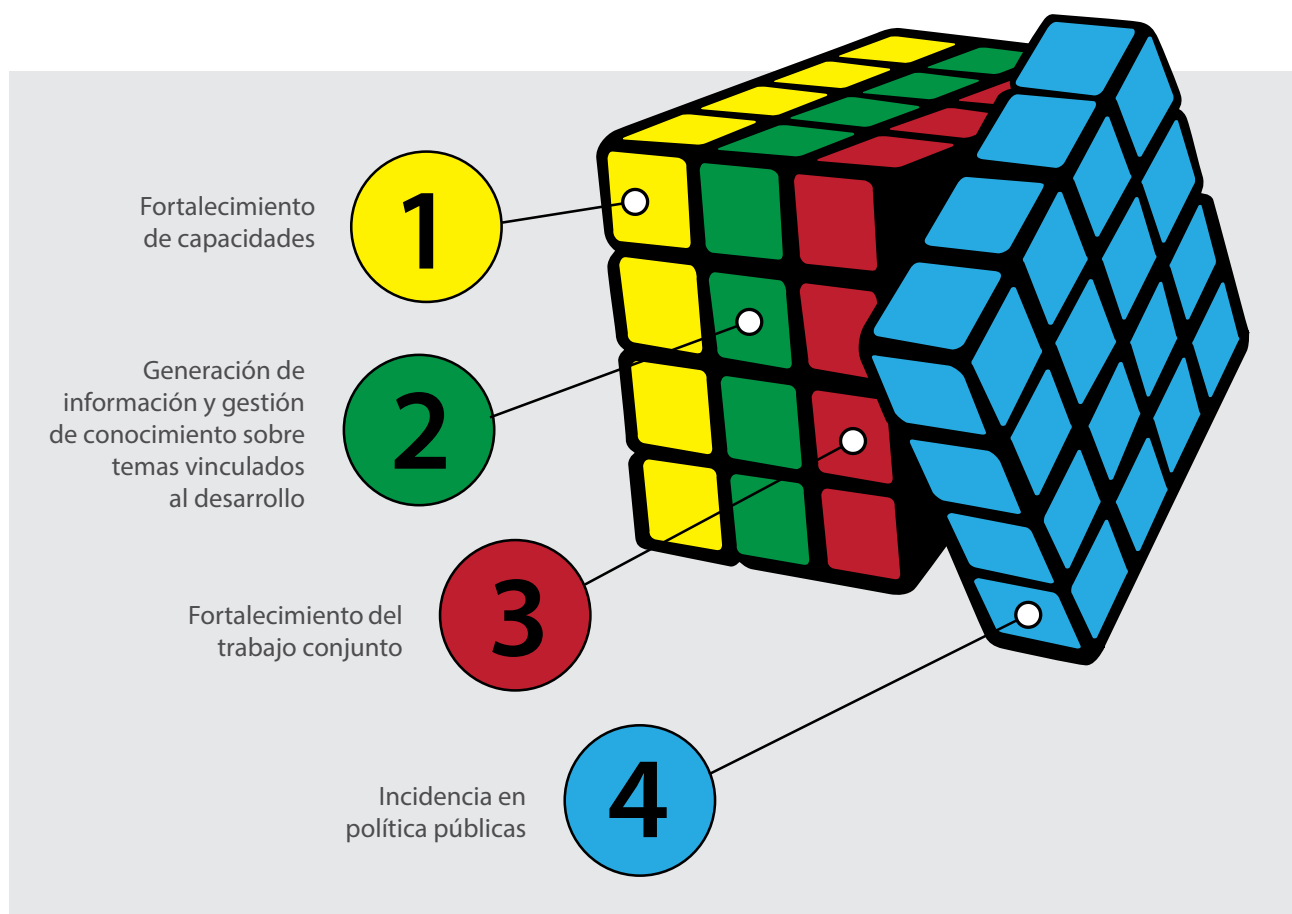 Fortalecimiento
de capacidades
1
Generación de
información y gestión
de conocimiento sobre
temas vinculados
al desarrollo
2
Fortalecimiento del
trabajo conjunto
3
Incidencia en
política públicas
4